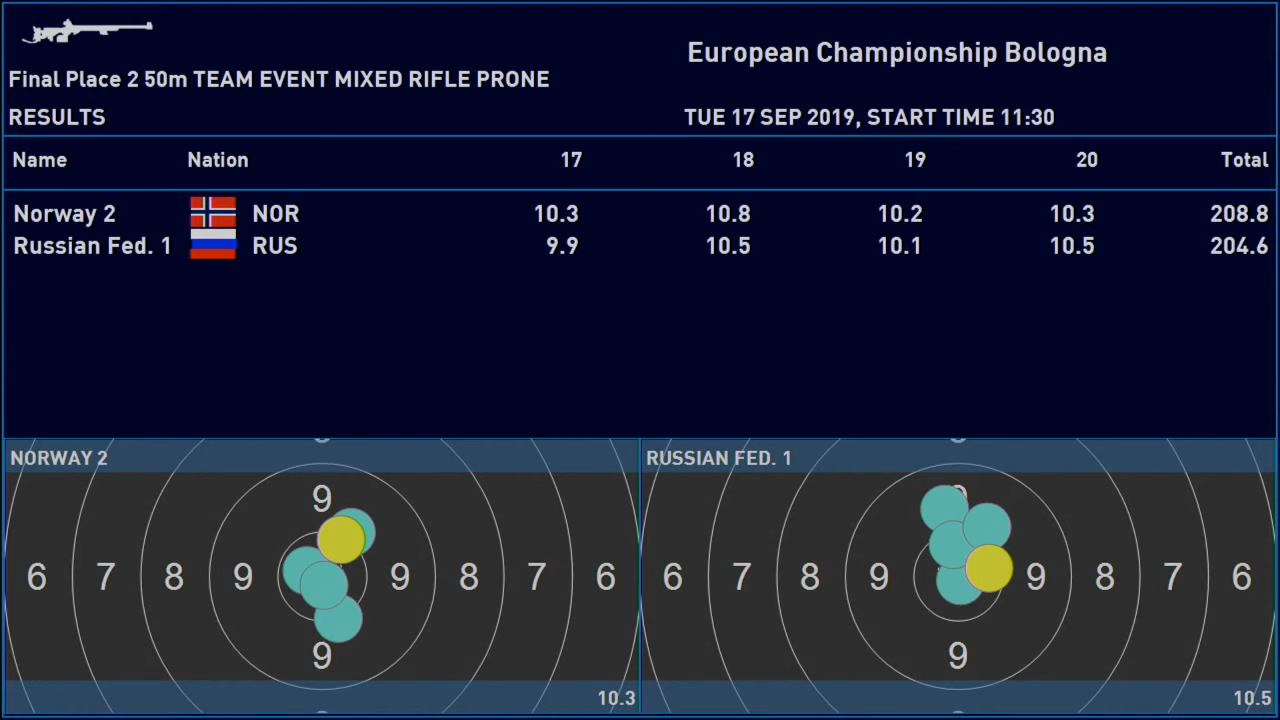 European Championship Bologna
Final Place 2 50m TEAM EVENT MIXED RIFLE PRONE
RESULTS TUE 17 SEP 2019, START TIME 11:30
Name Nation 17 18 19 20 Total
Norway 2 NOR 10.3 10.8 10.2 10.3 208.8
Russian Fed. 1 RUS 9.9 10.5 10.1 10.5 204.6
NORWAY 2 RUSSIAN FED. 1
9 9
6 7 8 9 9 8 7 6 6 7 8 9 9 8 7 6
9 9
10.3 10.5